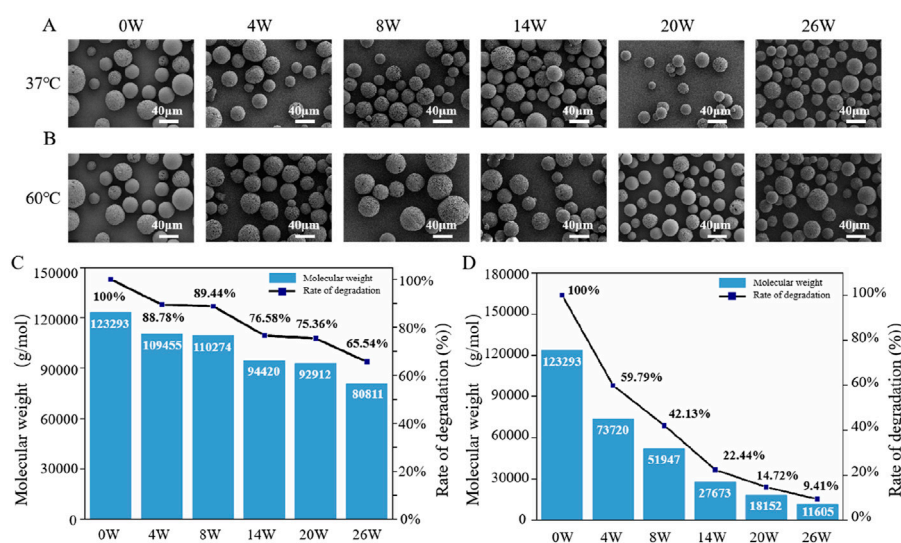 A
0W 4W 8W 14W 20W 26W
37℃
40μm 40μm 40μm 40μm 40μm 40μm
B
60℃
40μm 40μm 40μm 40μm 40μm 40μm
C
Molecular weight （g/mol）
150000
120000
90000
60000
30000
0
Molecular weight
Rate of degradation
100% 88.78% 89.44% 76.58% 75.36% 65.54%
123293 109455 110274 94420 92912 80811
0W 4W 8W 14W 20W 26W
100%
80%
60%
40%
20%
0%
Rate of degradation (%))
D
Molecular weight （g/mol）
180000
150000
120000
90000
60000
30000
0
Molecular weight
Rate of degradation
100% 59.79% 42.13% 22.44% 14.72% 9.41%
123293 73720 51947 27673 18152 11605
0W 4W 8W 14W 20W 26W
100%
80%
60%
40%
20%
0%
Rate of degradation (%))